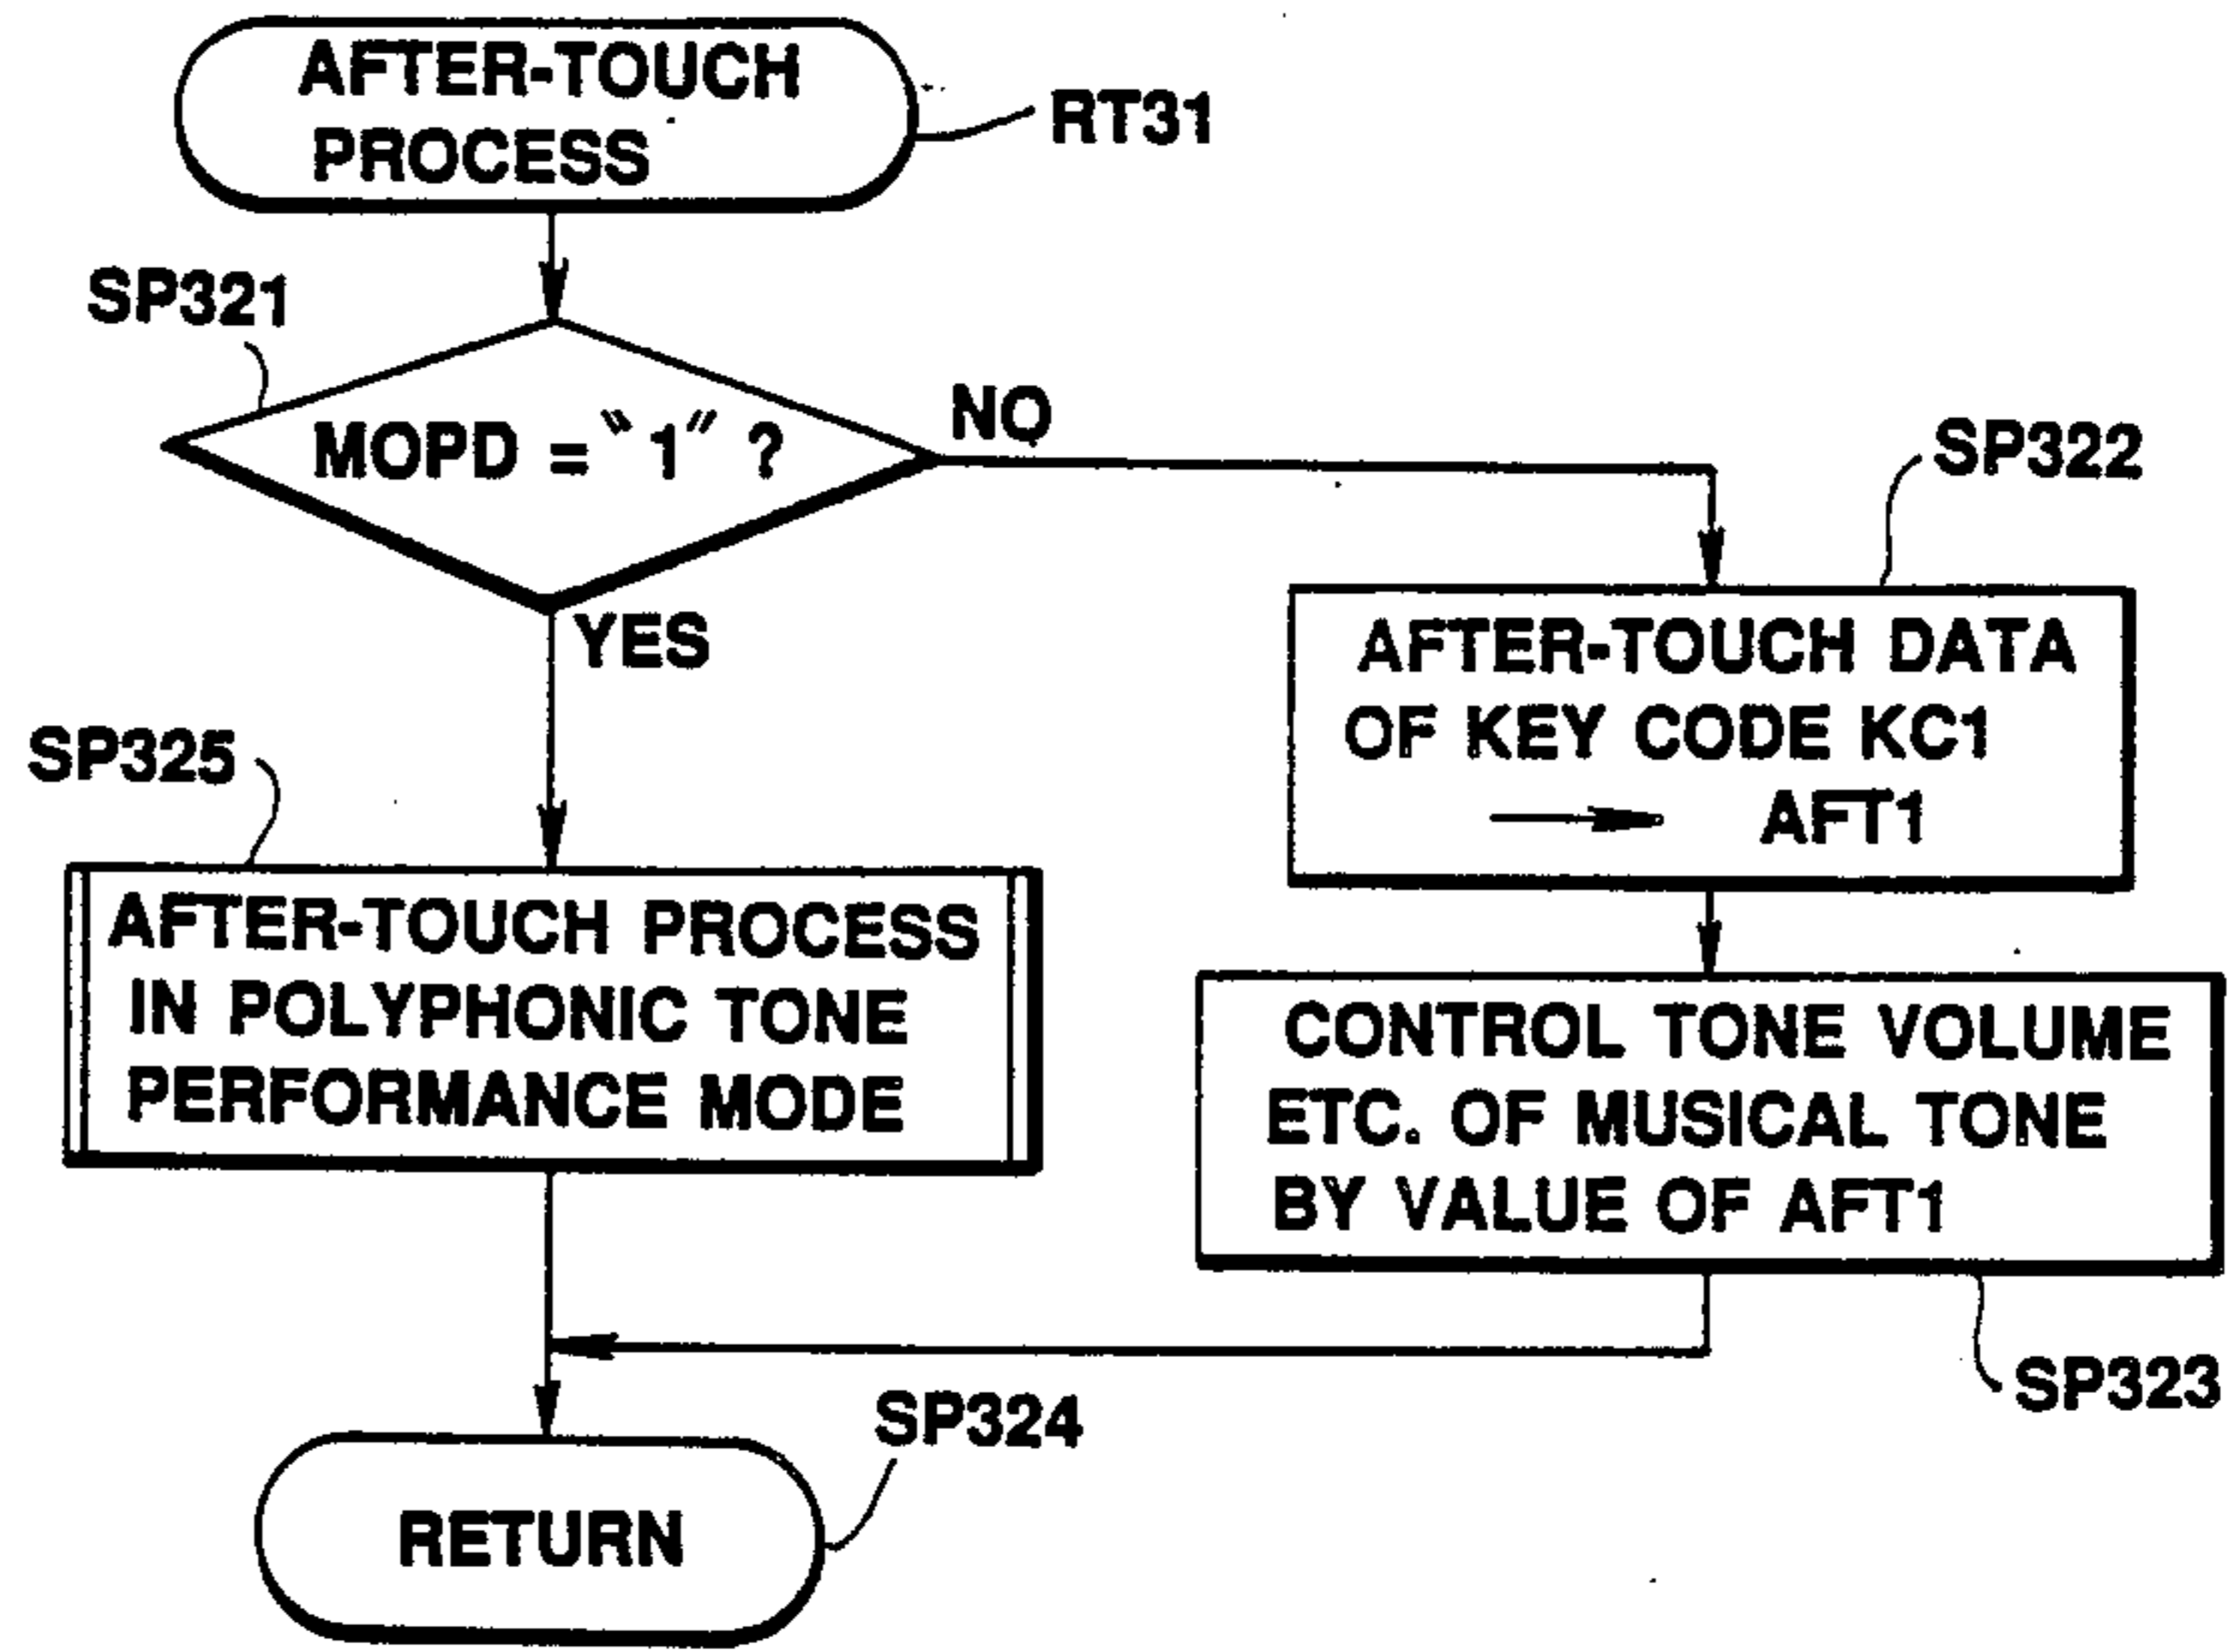 AFTER-TOUCH
PROCESS
RT31
SP321
MOPD = "1" ?
NO
YES
SP322
AFTER-TOUCH DATA
OF KEY CODE KC1
→ AFT1
SP325
AFTER-TOUCH PROCESS
IN POLYPHONIC TONE
PERFORMANCE MODE
CONTROL TONE VOLUME
ETC. OF MUSICAL TONE
BY VALUE OF AFT1
SP323
SP324
RETURN